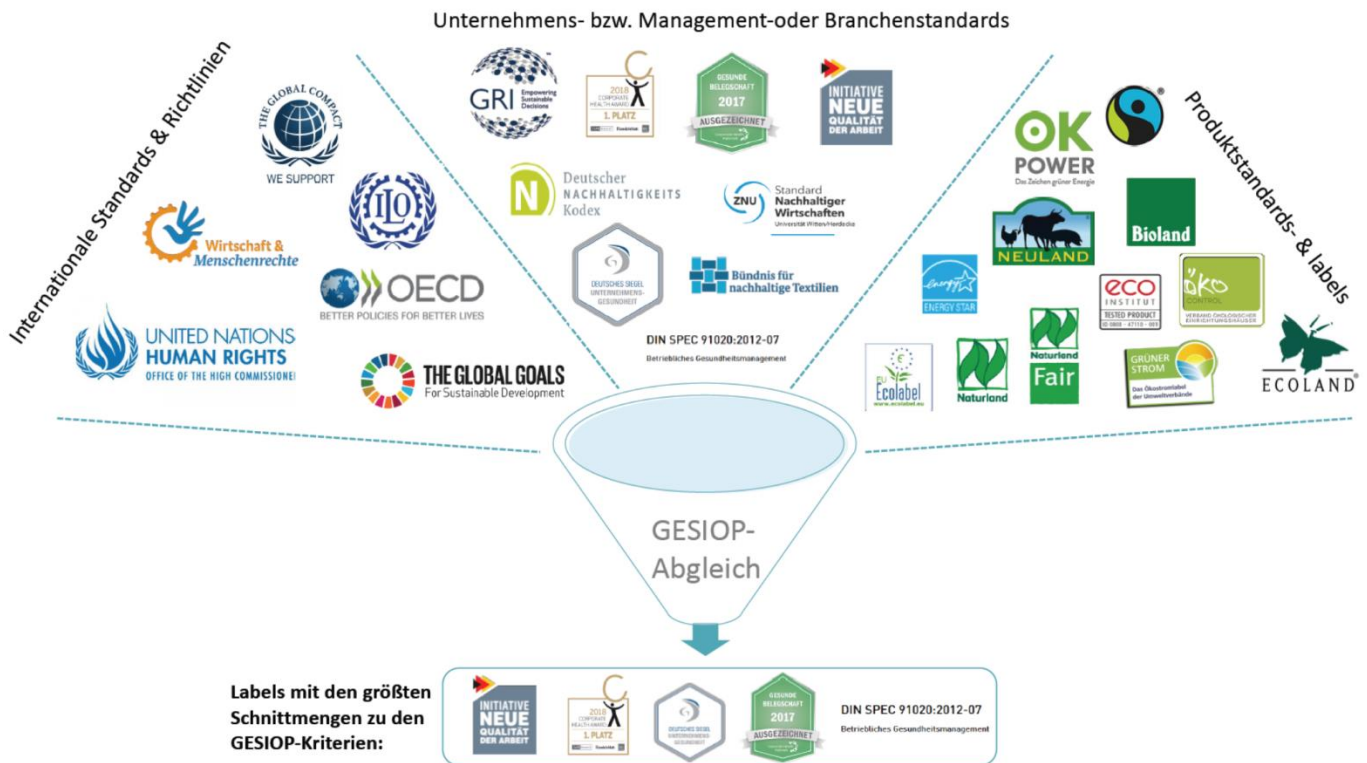 Unternehmens- bzw. Management-oder Branchenstandards
Internationale Standards & Richtlinien
THE GLOBAL COMPACT
WE SUPPORT
ILO
Wirtschaft &
Menschenrechte
OECD
BETTER POLICIES FOR BETTER LIVES
UNITED NATIONS
HUMAN RIGHTS
OFFICE OF THE HIGH COMMISSIONE
THE GLOBAL GOALS
For Sustainable Development
GRI
Empowering
Sustainable
Decisions
2018
CORPORATE
HEALTH AWARD
1. PLATZ
GESUNDE
BELEGSCHAFT
2017
AUSGEZEICHNET
INITIATIVE
NEUE
QUALITÄT
DER ARBEIT
N
Deutscher
NACHHALTIGKEITS
Kodex
ZNU
Standard
Nachhaltiger
Wirtschaften
Universität Witten/Herdecke
DEUTSCHES SIEGEL
UNTERNEHMENS-
GESUNDHEIT
Bündnis für
nachhaltige Textilien
DIN SPEC 91020:2012-07
Betriebliches Gesundheitsmanagement
Produktstandards- & labels
OK
POWER
Das Zeichen grüner Energie
®
NEULAND
Bioland
energy
ENERGY STAR
eco
INSTITUT
TESTED PRODUCT
ÖKO
CONTROL
VERBAND ÖKOLOGISCHER
EINRICHTUNGSHÄUSER
EU
Ecolabel
www.ecolabel.eu
Naturland
Naturland
Fair
GRÜNER
STROM
Das Ökostromlabel
der Umweltverbände
ECOLAND®
GESIOP-
Abgleich
Labels mit den größten
Schnittmengen zu den
GESIOP-Kriterien:
INITIATIVE
NEUE
QUALITÄT
DER ARBEIT
2018
CORPORATE
HEALTH AWARD
1. PLATZ
DEUTSCHES SIEGEL
UNTERNEHMENS-
GESUNDHEIT
GESUNDE
BELEGSCHAFT
2017
AUSGEZEICHNET
DIN SPEC 91020:2012-07
Betriebliches Gesundheitsmanagement